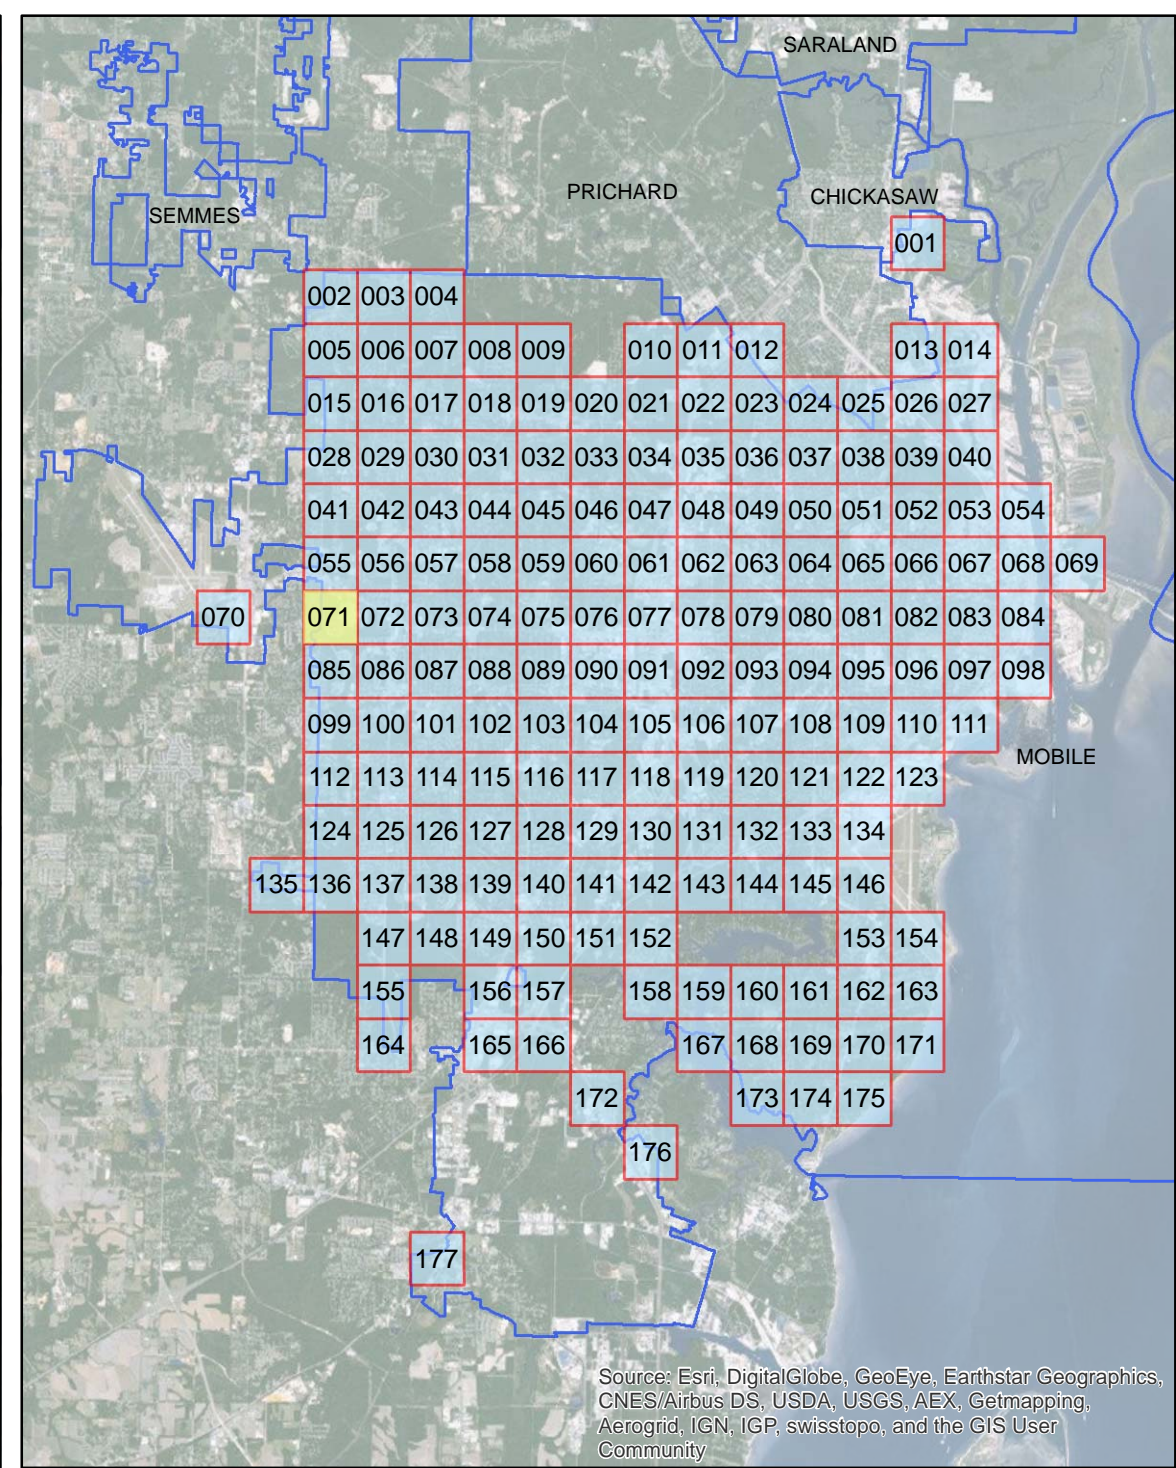 SARALAND
PRICHARD
CHICKASAW
SEMMES
001
002 003 004
005 006 007 008 009 010 011 012 013 014
015 016 017 018 019 020 021 022 023 024 025 026 027
028 029 030 031 032 033 034 035 036 037 038 039 040
041 042 043 044 045 046 047 048 049 050 051 052 053 054
055 056 057 058 059 060 061 062 063 064 065 066 067 068 069
070 071 072 073 074 075 076 077 078 079 080 081 082 083 084
085 086 087 088 089 090 091 092 093 094 095 096 097 098
099 100 101 102 103 104 105 106 107 108 109 110 111
MOBILE
112 113 114 115 116 117 118 119 120 121 122 123
124 125 126 127 128 129 130 131 132 133 134
135 136 137 138 139 140 141 142 143 144 145 146
147 148 149 150 151 152 153 154
155 156 157 158 159 160 161 162 163
164 165 166 167 168 169 170 171
172 173 174 175
176
177
Source: Esri, DigitalGlobe, GeoEye, Earthstar Geographics,
CNES/Airbus DS, USDA, USGS, AEX, Getmapping,
Aerogrid, IGN, IGP, swisstopo, and the GIS User
Community